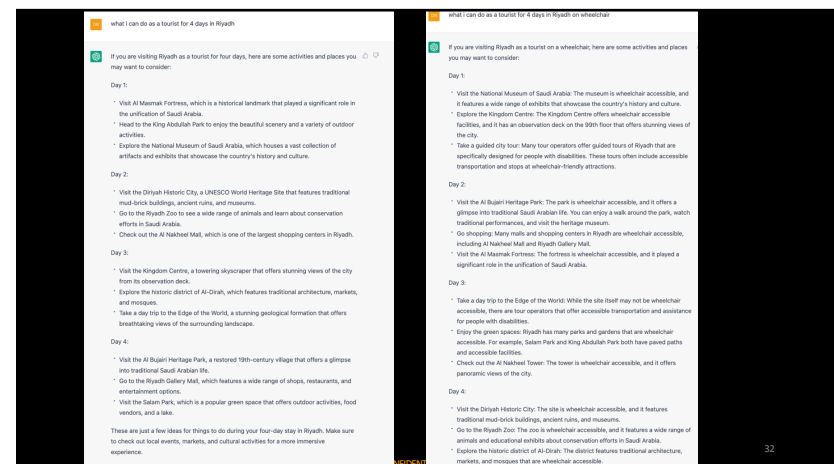 what i can do as a tourist for 4 days in Riyadh
If you are visiting Riyadh as a tourist for four days, here are some activities and places you
may want to consider:
Day 1:
• Visit Al Masmak Fortress, which is a historical landmark that played a significant role in
the unification of Saudi Arabia.
• Head to the King Abdullah Park to enjoy the beautiful scenery and a variety of outdoor
activities.
• Explore the National Museum of Saudi Arabia, which houses a vast collection of
artifacts and exhibits that showcase the country's history and culture.
Day 2:
• Visit the Diriyah Historic City, a UNESCO World Heritage Site that features traditional
mud-brick buildings, ancient ruins, and museums.
• Go to the Riyadh Zoo to see a wide range of animals and learn about conservation
efforts in Saudi Arabia.
• Check out the Al Nakheel Mall, which is one of the largest shopping centers in Riyadh.
Day 3:
• Visit the Kingdom Centre, a towering skyscraper that offers stunning views of the city
from its observation deck.
• Explore the historic district of Al-Dirah, which features traditional architecture, markets,
and mosques.
• Take a day trip to the Edge of the World, a stunning geological formation that offers
breathtaking views of the surrounding landscape.
Day 4:
• Visit the Al Bujairi Heritage Park, a restored 19th-century village that offers a glimpse
into traditional Saudi Arabian life.
• Go to the Riyadh Gallery Mall, which features a wide range of shops, restaurants, and
entertainment options.
• Visit the Salam Park, which is a popular green space that offers outdoor activities, food
vendors, and a lake.
These are just a few ideas for things to do during your four-day stay in Riyadh. Make sure
to check out local events, markets, and cultural activities for a more immersive
experience.
what i can do as a tourist for 4 days in Riyadh on wheelchair
If you are visiting Riyadh as a tourist on a wheelchair, here are some activities and places
you may want to consider:
Day 1:
• Visit the National Museum of Saudi Arabia: The museum is wheelchair accessible, and
it features a wide range of exhibits that showcase the country's history and culture.
• Explore the Kingdom Centre: The Kingdom Centre offers wheelchair accessible
facilities, and it has an observation deck on the 99th floor that offers stunning views of
the city.
• Take a guided city tour: Many tour operators offer guided tours of Riyadh that are
specifically designed for people with disabilities. These tours often include accessible
transportation and stops at wheelchair-friendly attractions.
Day 2:
• Visit the Al Bujairi Heritage Park: The park is wheelchair accessible, and it offers a
glimpse into traditional Saudi Arabian life. You can enjoy a walk around the park, watch
traditional performances, and visit the heritage museum.
• Go shopping: Many malls and shopping centers in Riyadh are wheelchair accessible,
including Al Nakheel Mall and Riyadh Gallery Mall.
• Visit the Al Masmak Fortress: The fortress is wheelchair accessible, and it played a
significant role in the unification of Saudi Arabia.
Day 3:
• Take a day trip to the Edge of the World: While the site itself may not be wheelchair
accessible, there are tour operators that offer accessible transportation and assistance
for people with disabilities.
• Enjoy the green spaces: Riyadh has many parks and gardens that are wheelchair
accessible. For example, Salam Park and King Abdullah Park both have paved paths
and accessible facilities.
• Check out the Al Nakheel Tower: The tower is wheelchair accessible, and it offers
panoramic views of the city.
Day 4:
• Visit the Diriyah Historic City: The site is wheelchair accessible, and it features
traditional mud-brick buildings, ancient ruins, and museums.
• Go to the Riyadh Zoo: The zoo is wheelchair accessible, and it features a wide range of
animals and educational exhibits about conservation efforts in Saudi Arabia.
• Explore the historic district of Al-Dirah: The district features traditional architecture,
markets, and mosques that are wheelchair accessible.
32